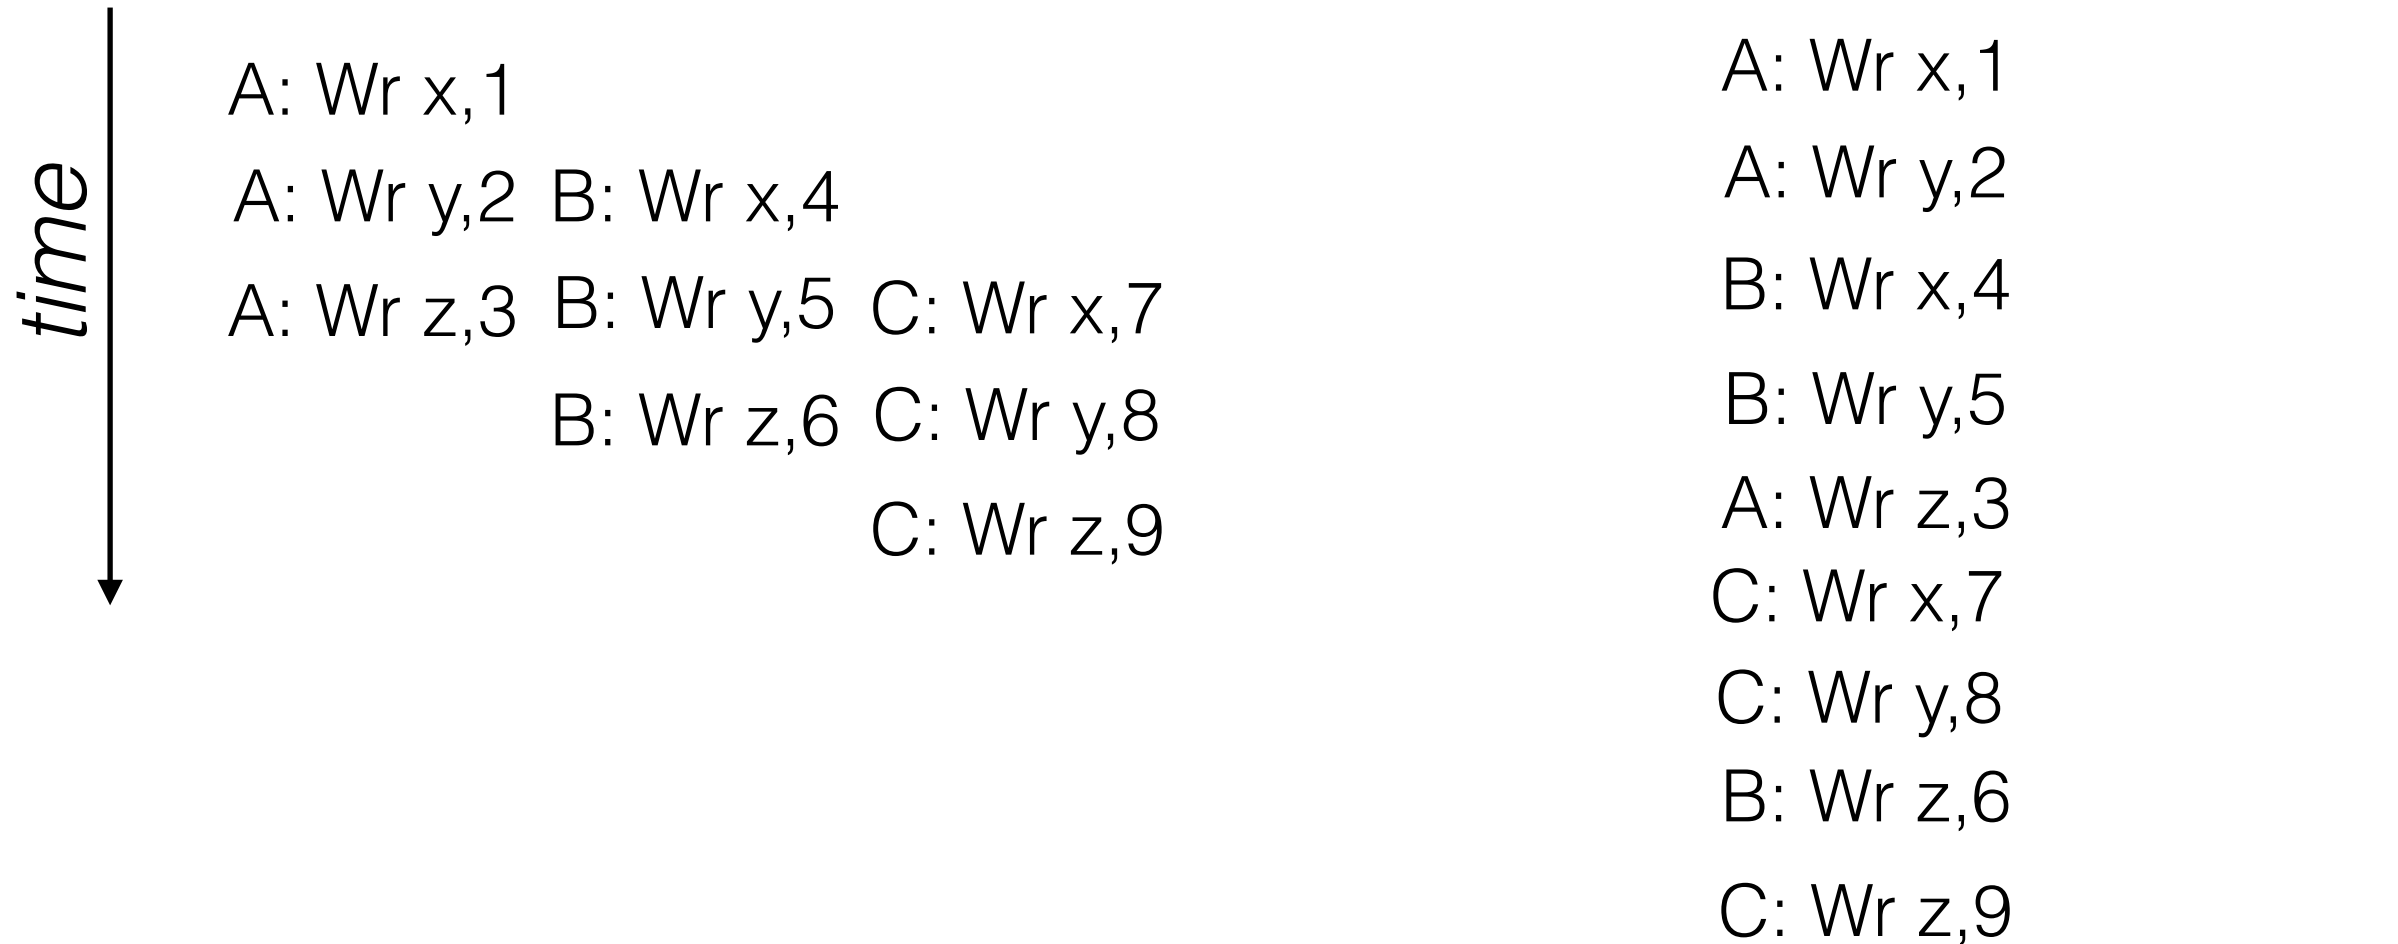 time
A: Wr x,1
A: Wr y,2 B: Wr x,4
A: Wr z,3 B: Wr y,5 C: Wr x,7
B: Wr z,6 C: Wr y,8
C: Wr z,9
A: Wr x,1
A: Wr y,2
B: Wr x,4
B: Wr y,5
A: Wr z,3
C: Wr x,7
C: Wr y,8
B: Wr z,6
C: Wr z,9